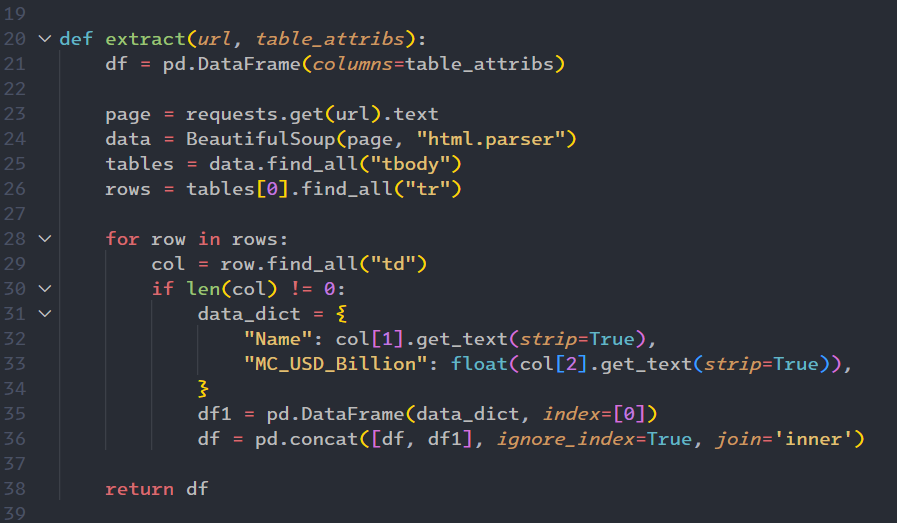 19
20 def extract(url, table_attribs):
21     df = pd.DataFrame(columns=table_attribs)
22
23     page = requests.get(url).text
24     data = BeautifulSoup(page, "html.parser")
25     tables = data.find_all("tbody")
26     rows = tables[0].find_all("tr")
27
28     for row in rows:
29         col = row.find_all("td")
30         if len(col) != 0:
31             data_dict = {
32                 "Name": col[1].get_text(strip=True),
33                 "MC_USD_Billion": float(col[2].get_text(strip=True)),
34             }
35             df1 = pd.DataFrame(data_dict, index=[0])
36             df = pd.concat([df, df1], ignore_index=True, join='inner')
37
38     return df
39